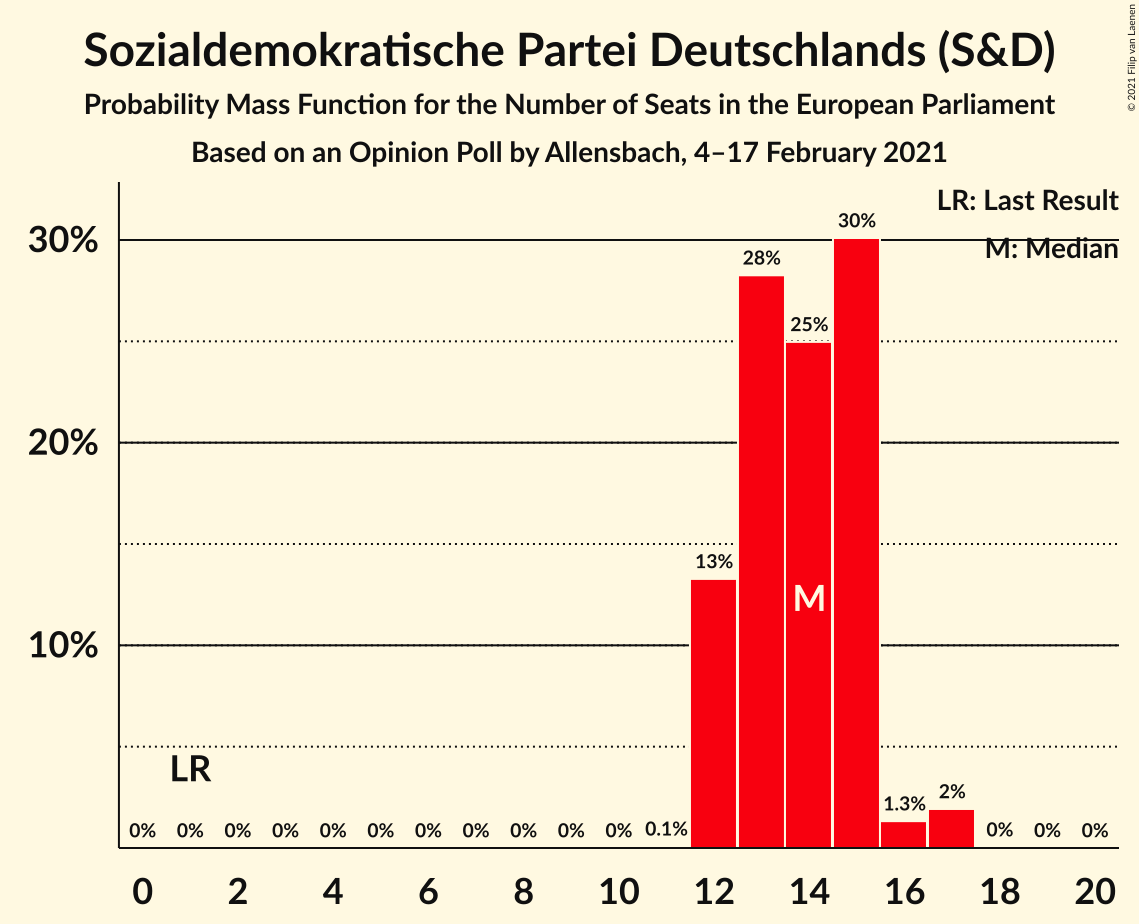 Sozialdemokratische Partei Deutschlands (S&D)
Probability Mass Function for the Number of Seats in the European Parliament
Based on an Opinion Poll by Allensbach, 4–17 February 2021
© 2021 Filip van Laenen
LR: Last Result
M: Median
30%
20%
10%
30%
28%
25%
13%
M
LR
0% 0% 0% 0% 0% 0% 0% 0% 0% 0% 0% 0.1% 1.3% 2% 0% 0% 0%
0 2 4 6 8 10 12 14 16 18 20